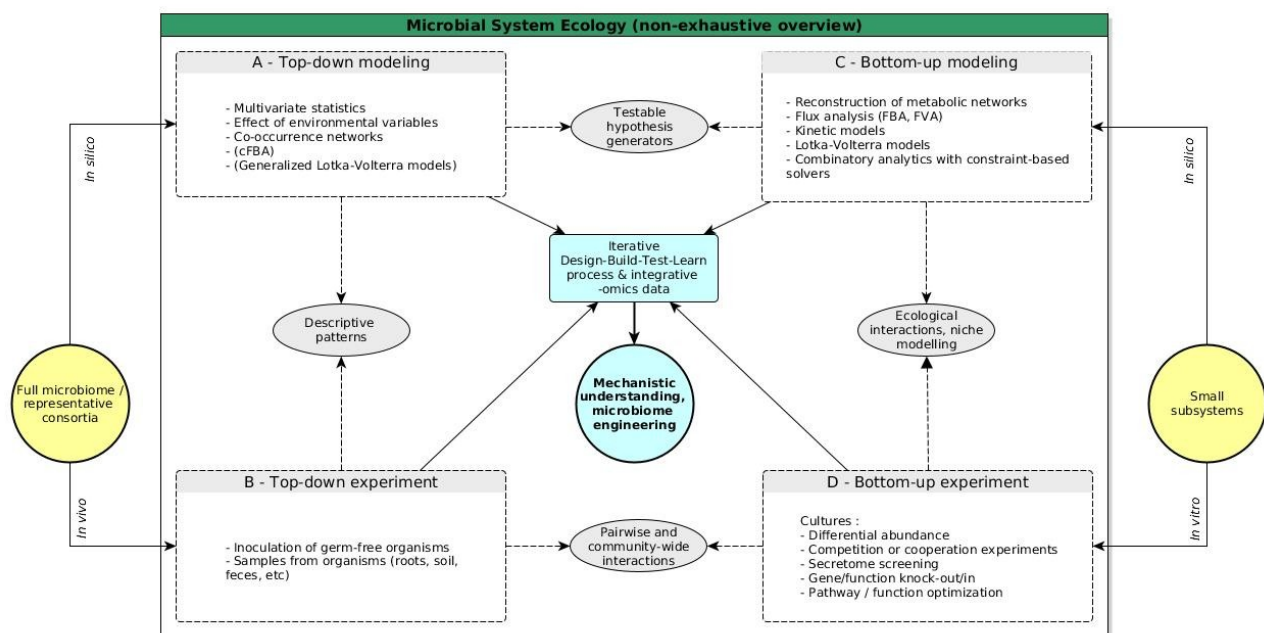 Microbial System Ecology (non-exhaustive overview)
A - Top-down modeling
- Multivariate statistics
- Effect of environmental variables
- Co-occurrence networks
- (cFBA)
- (Generalized Lotka-Volterra models)
Testable
hypothesis
generators
C - Bottom-up modeling
- Reconstruction of metabolic networks
- Flux analysis (FBA, FVA)
- Kinetic models
- Lotka-Volterra models
- Combinatory analytics with constraint-based
solvers
In silico
In silico
Iterative
Design-Build-Test-Learn
process & integrative
-omics data
Descriptive
patterns
Ecological
interactions, niche
modelling
Full microbiome /
representative
consortia
Mechanistic
understanding,
microbiome
engineering
Small
subsystems
In vivo
In vitro
B - Top-down experiment
- Inoculation of germ-free organisms
- Samples from organisms (roots, soil,
feces, etc)
Pairwise and
community-wide
interactions
D - Bottom-up experiment
Cultures :
- Differential abundance
- Competition or cooperation experiments
- Secretome screening
- Gene/function knock-out/in
- Pathway / function optimization